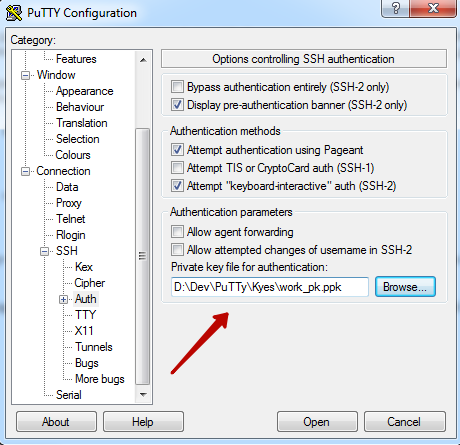 PuTTY Configuration
?
Category:
Features
Window
Appearance
Behaviour
Translation
Selection
Colours
Connection
Data
Proxy
Telnet
Rlogin
SSH
Kex
Cipher
Auth
TTY
X11
Tunnels
Bugs
More bugs
Serial
Options controlling SSH authentication
Bypass authentication entirely (SSH-2 only)
Display pre-authentication banner (SSH-2 only)
Authentication methods
Attempt authentication using Pageant
Attempt TIS or CryptoCard auth (SSH-1)
Attempt "keyboard-interactive" auth (SSH-2)
Authentication parameters
Allow agent forwarding
Allow attempted changes of username in SSH-2
Private key file for authentication:
D:\Dev\PuTTy\Kyes\work_pk.ppk
Browse...
About
Help
Open
Cancel